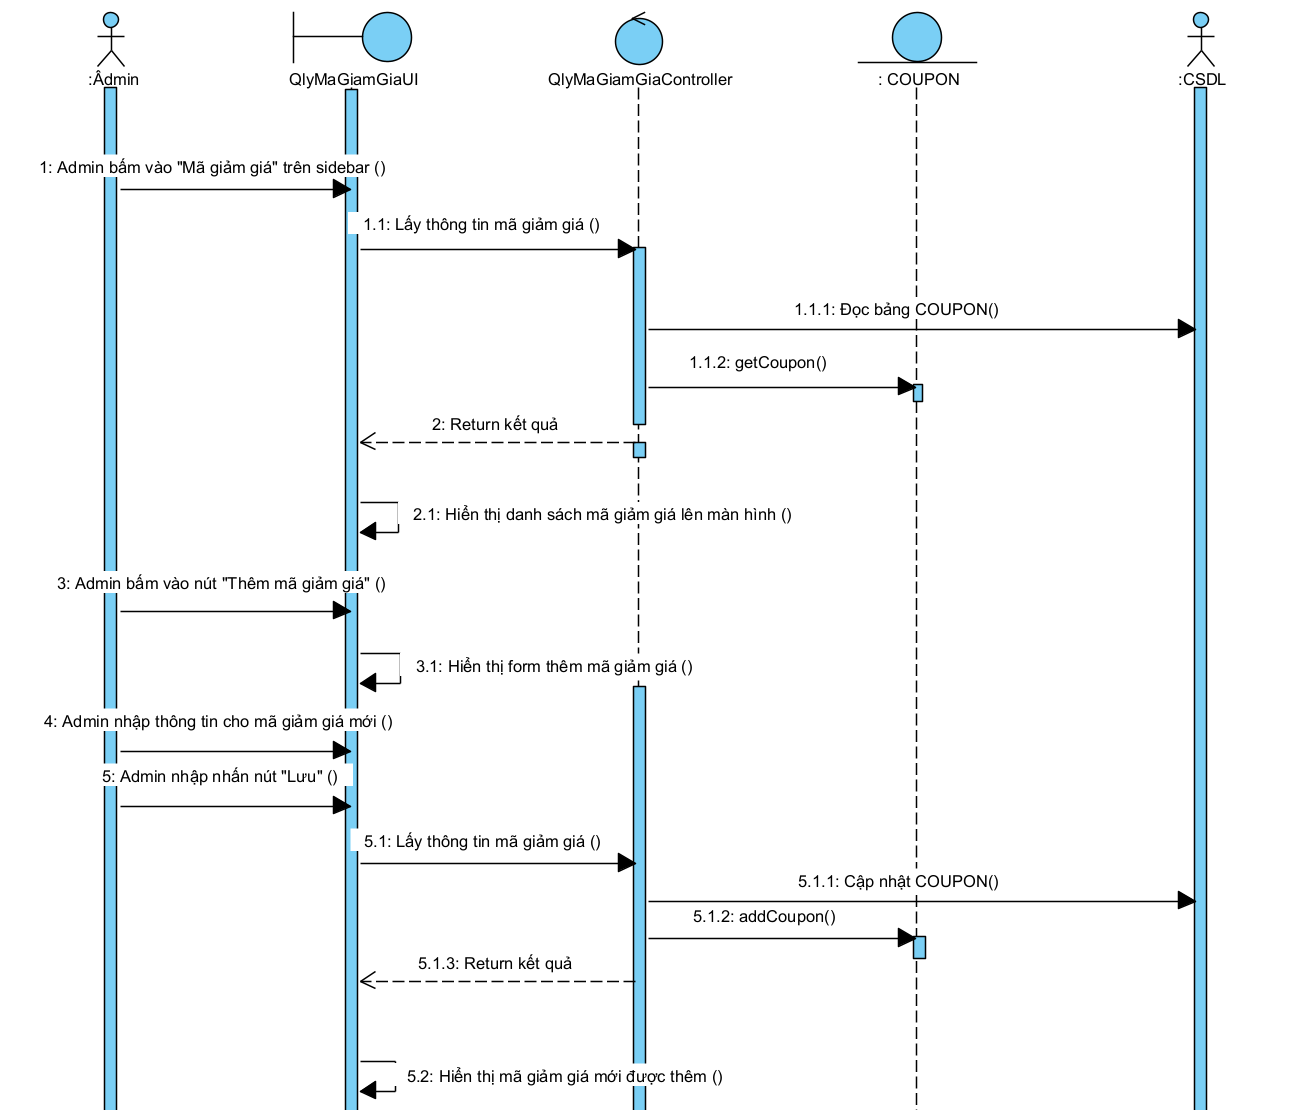 :Âdmin
QlyMaGiamGiaUI
QlyMaGiamGiaController
: COUPON
:CSDL
1: Admin bấm vào "Mã giảm giá" trên sidebar ()
1.1: Lấy thông tin mã giảm giá ()
1.1.1: Đọc bảng COUPON()
1.1.2: getCoupon()
2: Return kết quả
2.1: Hiển thị danh sách mã giảm giá lên màn hình ()
3: Admin bấm vào nút "Thêm mã giảm giá" ()
3.1: Hiển thị form thêm mã giảm giá ()
4: Admin nhập thông tin cho mã giảm giá mới ()
5: Admin nhập nhấn nút "Lưu" ()
5.1: Lấy thông tin mã giảm giá ()
5.1.1: Cập nhật COUPON()
5.1.2: addCoupon()
5.1.3: Return kết quả
5.2: Hiển thị mã giảm giá mới được thêm ()